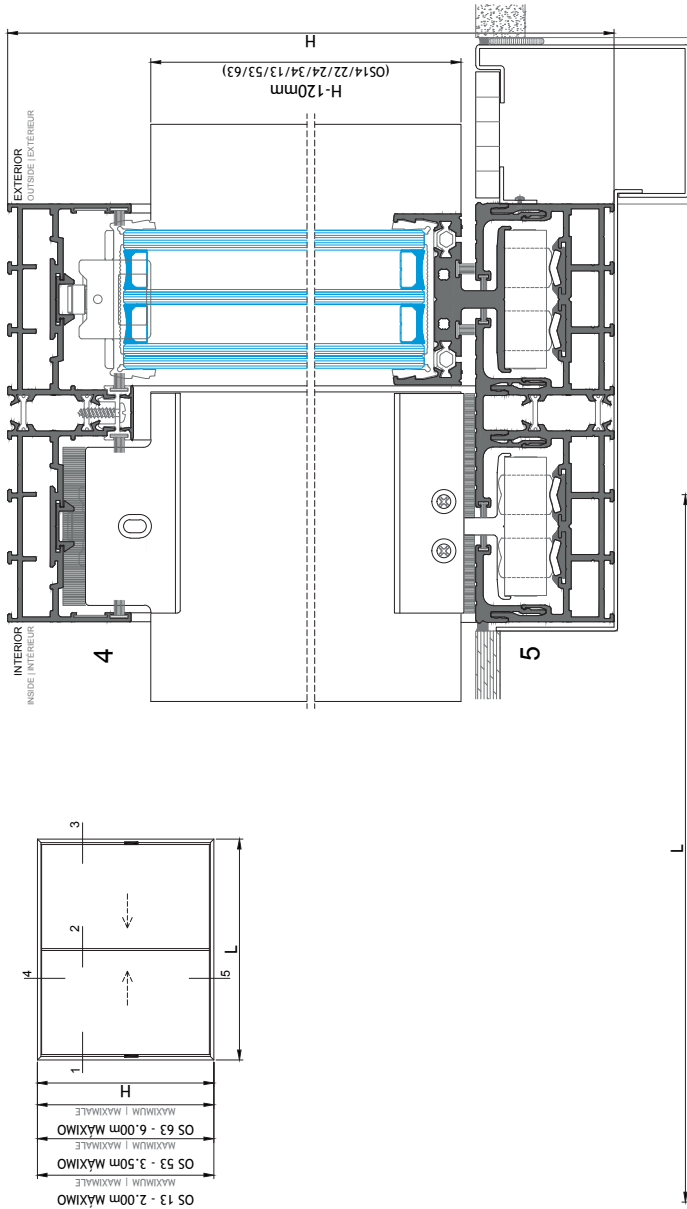 H
H-120mm
(OS14/22/24/34/13/53/63)
EXTERIOR
OUTSIDE | EXTÉRIEUR
INTERIOR
INSIDE | INTÉRIEUR
4
5
L
3
2
1
4
5
L
H
MAXIMUM | MAXIMALE
OS 63 - 6.00m MÁXIMO
MAXIMUM | MAXIMALE
OS 53 - 3.50m MÁXIMO
MAXIMUM | MAXIMALE
OS 13 - 2.00m MÁXIMO